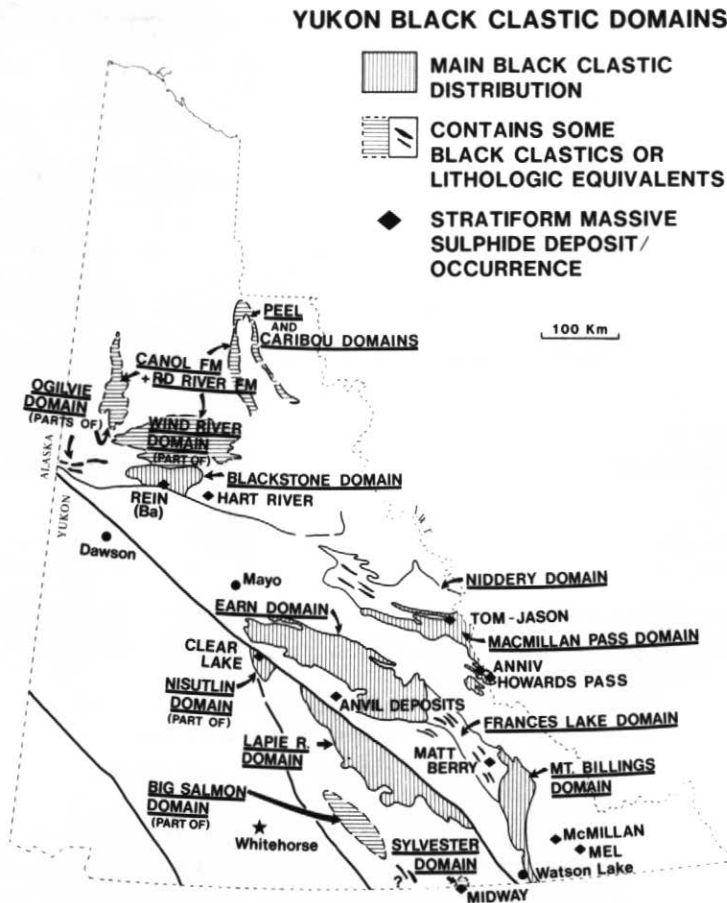 YUKON BLACK CLASTIC DOMAINS
MAIN BLACK CLASTIC
DISTRIBUTION
CONTAINS SOME
BLACK CLASTICS OR
LITHOLOGIC EQUIVALENTS
STRATIFORM MASSIVE
SULPHIDE DEPOSIT/
OCCURRENCE
100 Km
PEEL
AND
CARIBOU DOMAINS
CANOL FM
+RD RIVER FM
OGILVIE
DOMAIN
(PARTS OF)
WIND RIVER
DOMAIN
(PART OF)
BLACKSTONE DOMAIN
ALASKA
YUKON
REIN
(Ba)
HART RIVER
Dawson
NWT
Mayo
NIDDERY DOMAIN
EARN DOMAIN
TOM-JASON
MACMILLAN PASS DOMAIN
CLEAR
LAKE
ANNIV
HOWARDS PASS
NISUTLIN
DOMAIN
(PART OF)
ANVIL DEPOSITS
FRANCES LAKE DOMAIN
LAPIE R.
DOMAIN
MATT
BERRY
MT. BILLINGS
DOMAIN
BIG SALMON
DOMAIN
(PART OF)
Whitehorse
McMILLAN
MEL
SYLVESTER
DOMAIN
Watson Lake
?
MIDWAY